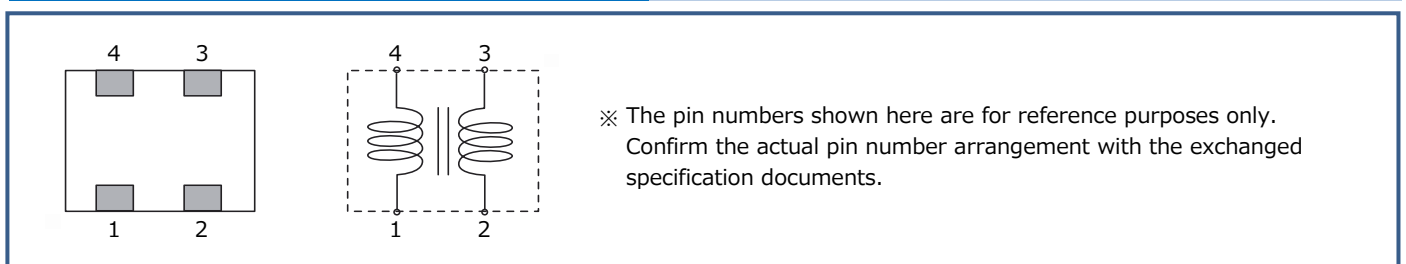 4 3
4 3
※ The pin numbers shown here are for reference purposes only.
Confirm the actual pin number arrangement with the exchanged
specification documents.
1 2
1 2